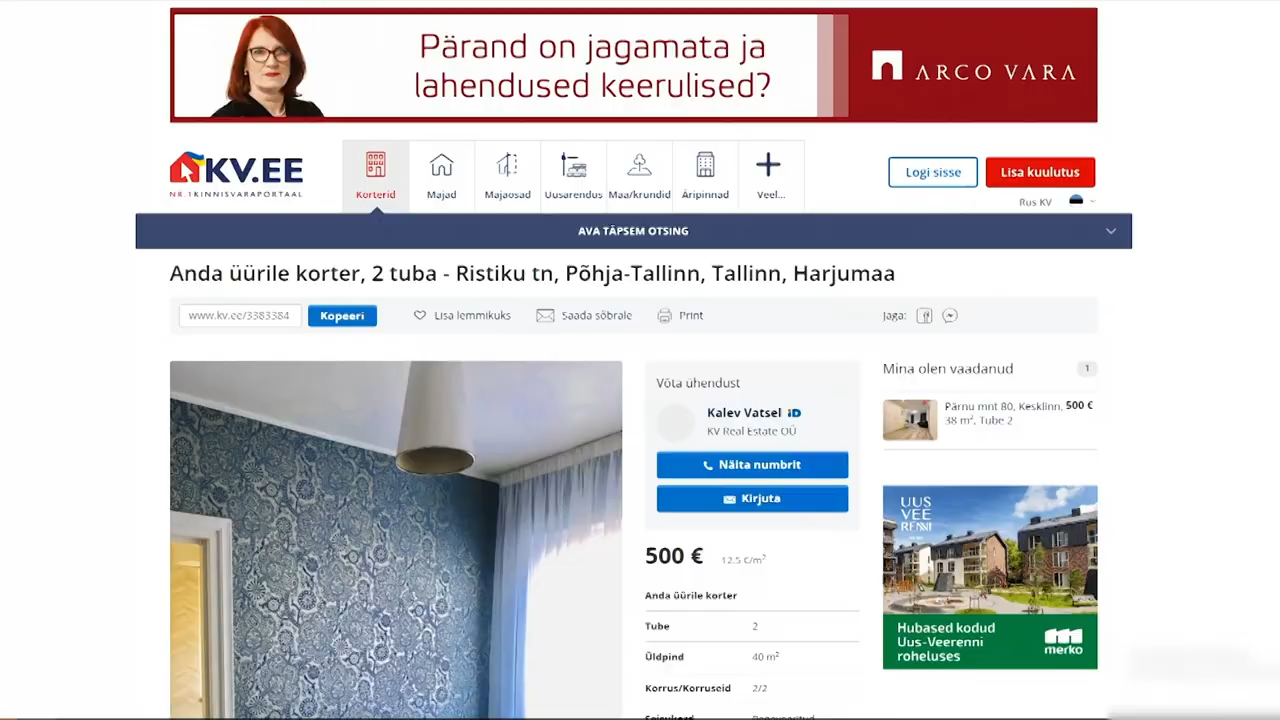 Pärand on jagamata ja
lahendused keerulised?
ARCO VARA
KV.EE
NR.1 KINNISVARAPORTAAL
Korterid
Majad
Majaosad
Uusarendus
Maa/krundid
Äripinnad
Veel...
Logi sisse
Lisa kuulutus
Rus KV
AVA TÄPSEM OTSING
Anda üürile korter, 2 tuba - Ristiku tn, Põhja-Tallinn, Tallinn, Harjumaa
www.kv.ee/3383384
Kopeeri
Lisa lemmikuks
Saada sõbrale
Print
Jaga:
Võta ühendust
Kalev Vatsel iD
KV Real Estate OÜ
Näita numbrit
Kirjuta
500 € 12.5 €/m²
Anda üürile korter
Tube 2
Üldpind 40 m²
Korrus/Korruseid 2/2
Mina olen vaadanud 1
Pärnu mnt 80, Kesklinn, 500 €
38 m², Tube 2
UUS
VEE
RENNI
Hubased kodud
Uus-Veerenni
roheluses
merko